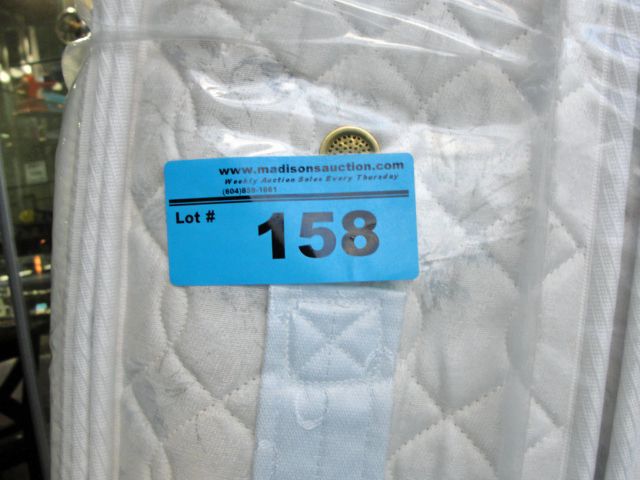 www.madisonsauction.com
Weekly Auction Sales Every Thursday
Lot # 158